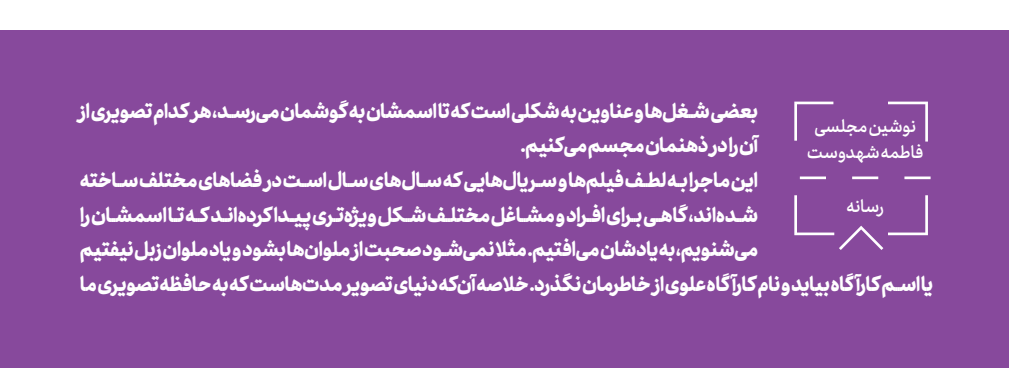 نوشین مجلسی
فاطمه شهدوست
رسانه
بعضی شغل‌ها و عناوین به شکلی است که تا اسمشان به گوشمان می‌رسد، هر کدام تصویری از
آن را در ذهنمان مجسم می‌کنیم.
این ماجرا به لطف فیلم‌ها و سریال‌هایی که سال‌های سال است در فضاهای مختلف ساخته
شده‌اند، گاهی برای افراد و مشاغل مختلف شکل ویژه‌تری پیدا کرده‌اند که تا اسمشان را
می‌شنویم، به یادشان می‌افتیم. مثلا نمی‌شود صحبت از ملوان‌ها بشود و یاد ملوان زبل نیفتیم
یا اسم کارآگاه بیاید و نام کارآگاه علوی از خاطرمان نگذرد. خلاصه آن‌که دنیای تصویر مدت‌هاست که به حافظه تصویری ما